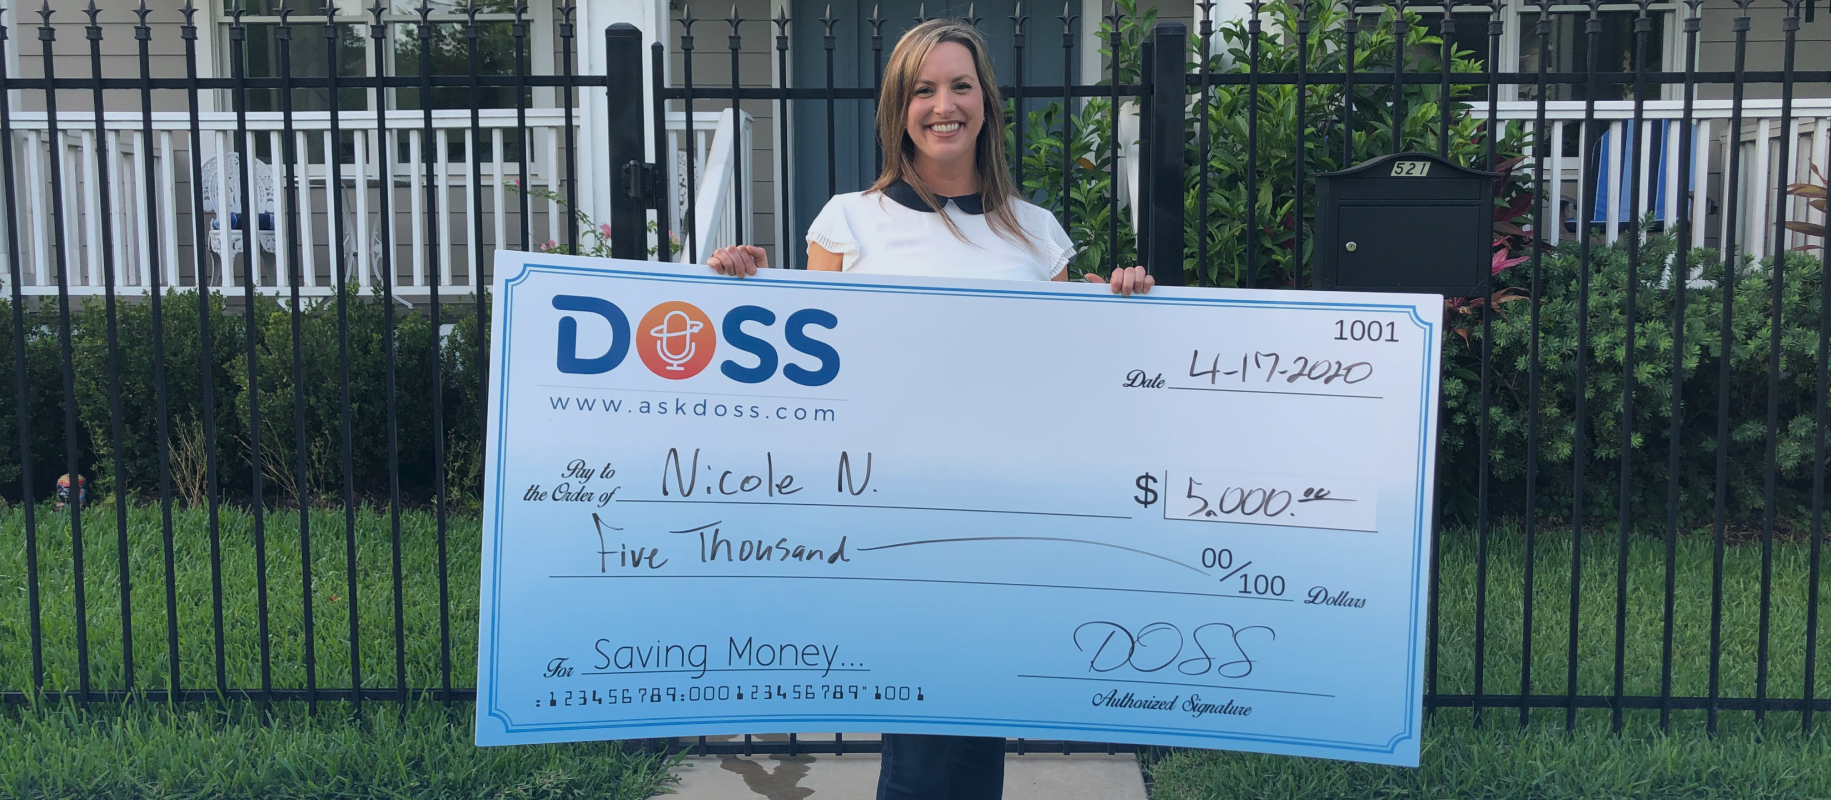 521
DOSS
www.askdoss.com
1001
Date 4-17-2020
Pay to
the Order of Nicole N.
$ 5,000.00
Five Thousand 00/100 Dollars
For Saving Money...
DOSS
Authorized Signature
:123456789:000123456789"1001